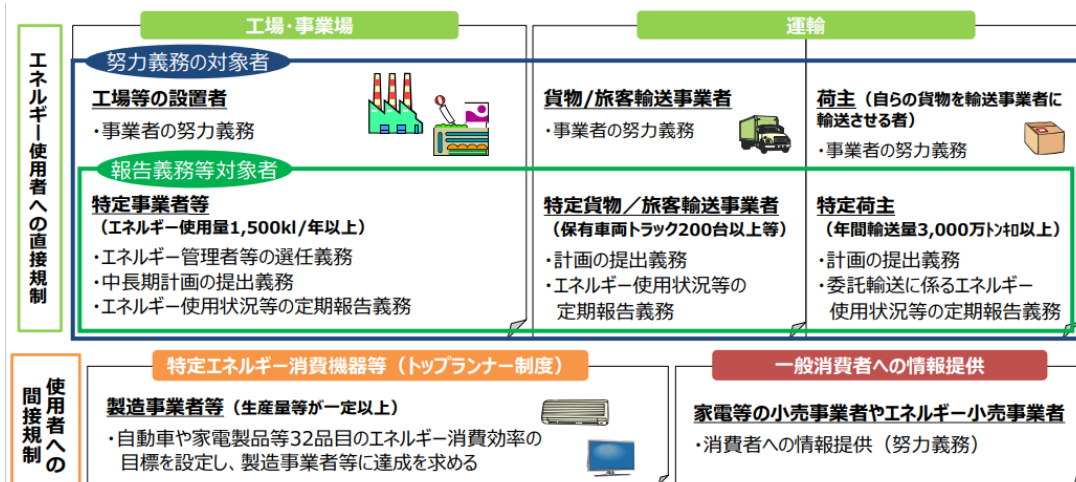 工場・事業場
運輸
エネルギー使用者への直接規制
努力義務の対象者
工場等の設置者
・事業者の努力義務
貨物/旅客輸送事業者
・事業者の努力義務
荷主（自らの貨物を輸送事業者に
輸送させる者）
・事業者の努力義務
報告義務等対象者
特定事業者等
（エネルギー使用量1,500kl/年以上）
・エネルギー管理者等の選任義務
・中長期計画の提出義務
・エネルギー使用状況等の定期報告義務
特定貨物／旅客輸送事業者
（保有車両トラック200台以上等）
・計画の提出義務
・エネルギー使用状況等の
定期報告義務
特定荷主
（年間輸送量3,000万ﾄﾝｷﾛ以上）
・計画の提出義務
・委託輸送に係るエネルギー
使用状況等の定期報告義務
使用者への
間接規制
特定エネルギー消費機器等（トップランナー制度）
製造事業者等（生産量等が一定以上）
・自動車や家電製品等32品目のエネルギー消費効率の
目標を設定し、製造事業者等に達成を求める
一般消費者への情報提供
家電等の小売事業者やエネルギー小売事業者
・消費者への情報提供（努力義務）